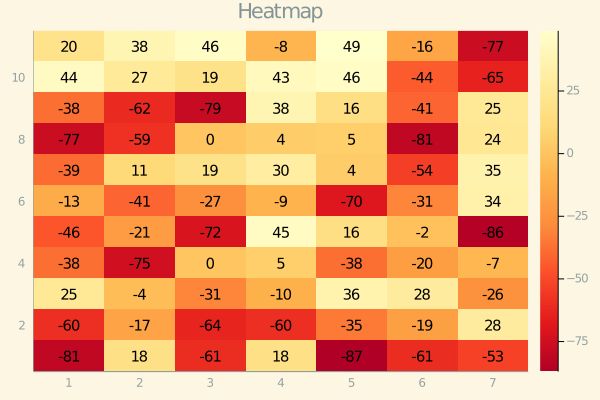 Heatmap
20 38 46 -8 49 -16 -77
10 44 27 19 43 46 -44 -65
-38 -62 -79 38 16 -41 25
8 -77 -59 0 4 5 -81 24
-39 11 19 30 4 -54 35
6 -13 -41 -27 -9 -70 -31 34
-46 -21 -72 45 16 -2 -86
4 -38 -75 0 5 -38 -20 -7
25 -4 -31 -10 36 28 -26
2 -60 -17 -64 -60 -35 -19 28
-81 18 -61 18 -87 -61 -53
1 2 3 4 5 6 7
25
0
−25
−50
−75